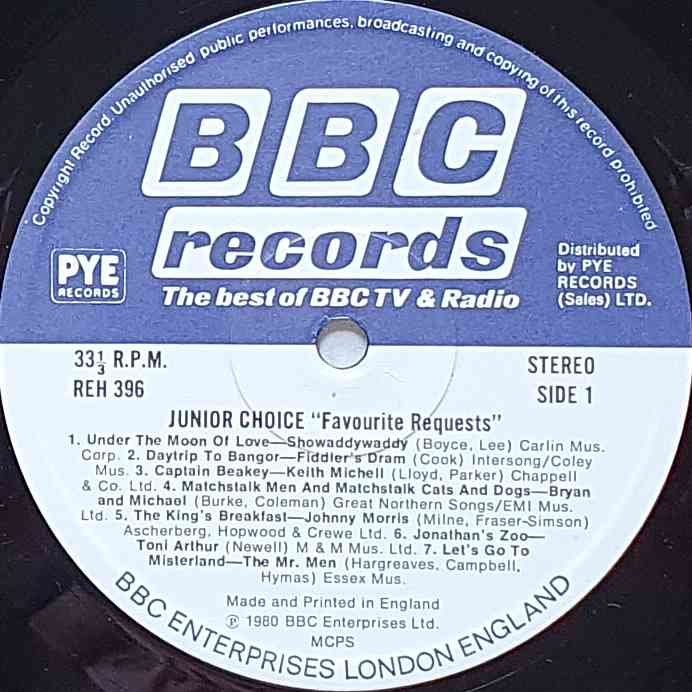 Copyright Record. Unauthorised public performances, broadcasting and copying of this record prohibited
BBC
records
The best of BBC TV & Radio
PYE
RECORDS
Distributed
by PYE
RECORDS
(Sales) LTD.
33⅓ R.P.M.
REH 396
STEREO
SIDE 1
JUNIOR CHOICE "Favourite Requests"
1. Under The Moon Of Love—Showaddywaddy (Boyce, Lee) Carlin Mus.
Corp. 2. Daytrip To Bangor—Fiddler's Dram (Cook) Intersong/Coley
Mus. 3. Captain Beakey—Keith Michell (Lloyd, Parker) Chappell
& Co. Ltd. 4. Matchstalk Men And Matchstalk Cats And Dogs—Bryan
and Michael (Burke, Coleman) Great Northern Songs/EMI Mus.
Ltd. 5. The King's Breakfast—Johnny Morris (Milne, Fraser-Simson)
Ascherberg, Hopwood & Crewe Ltd. 6. Jonathan's Zoo—
Toni Arthur (Newell) M & M Mus. Ltd. 7. Let's Go To
Misterland—The Mr. Men (Hargreaves, Campbell,
Hymas) Essex Mus.
Made and Printed in England
℗ 1980 BBC Enterprises Ltd.
MCPS
BBC ENTERPRISES LONDON ENGLAND